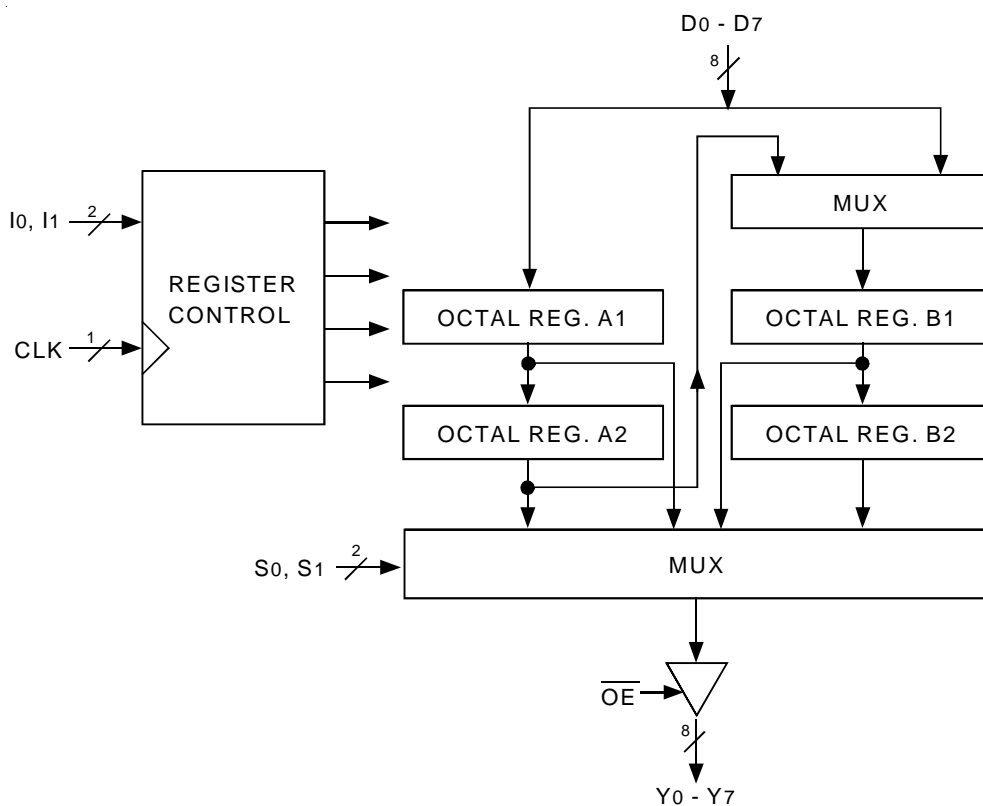 D0 - D7
8
MUX
I0, I1
2
REGISTER
CONTROL
CLK
1
OCTAL REG. A1
OCTAL REG. B1
OCTAL REG. A2
OCTAL REG. B2
S0, S1
2
MUX
OE
8
Y0 - Y7